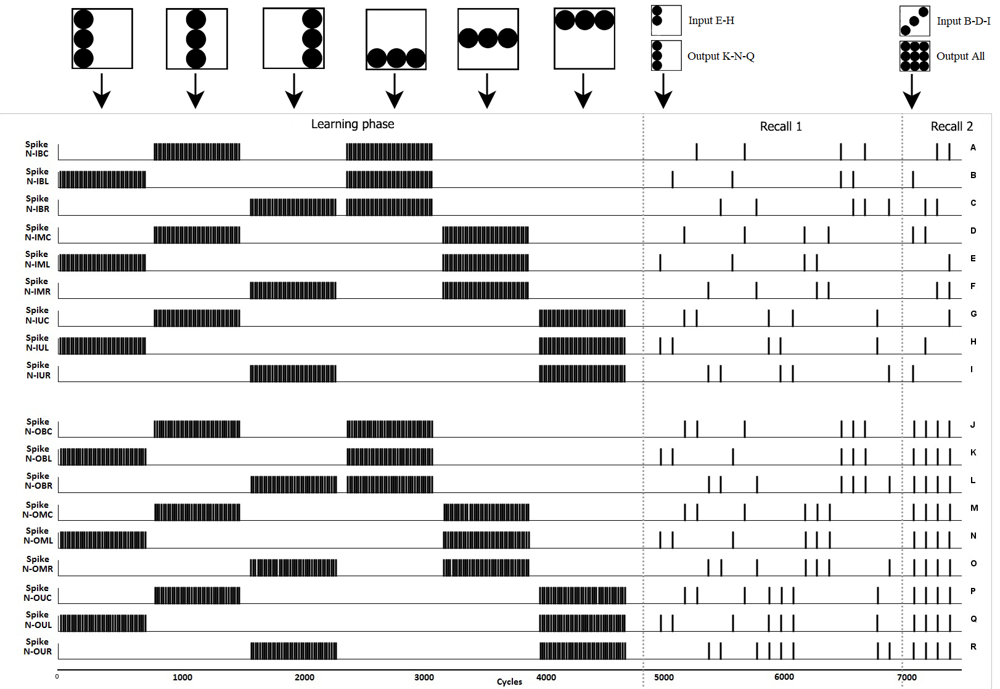 Input E-H
Output K-N-Q
Input B-D-I
Output All
Learning phase
Recall 1
Recall 2
Spike
N-IBC
A
Spike
N-IBL
B
Spike
N-IBR
C
Spike
N-IMC
D
Spike
N-IML
E
Spike
N-IMR
F
Spike
N-IUC
G
Spike
N-IUL
H
Spike
N-IUR
I
Spike
N-OBC
J
Spike
N-OBL
K
Spike
N-OBR
L
Spike
N-OMC
M
Spike
N-OML
N
Spike
N-OMR
O
Spike
N-OUC
P
Spike
N-OUL
Q
Spike
N-OUR
R
0 1000 2000 3000 4000 5000 6000 7000
Cycles